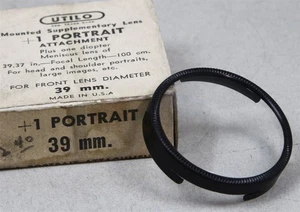 UTILO
Mounted Supplementary Lens
+1 PORTRAIT
ATTACHMENT
Plus one diopter
Meniscus lens of
39.37 in.—Focal Length—100 cm.
For head and shoulder portraits,
large images, etc.
FOR FRONT LENS DIAMETER
39 mm.
MADE IN U.S.A
+1 PORTRAIT
39 mm.